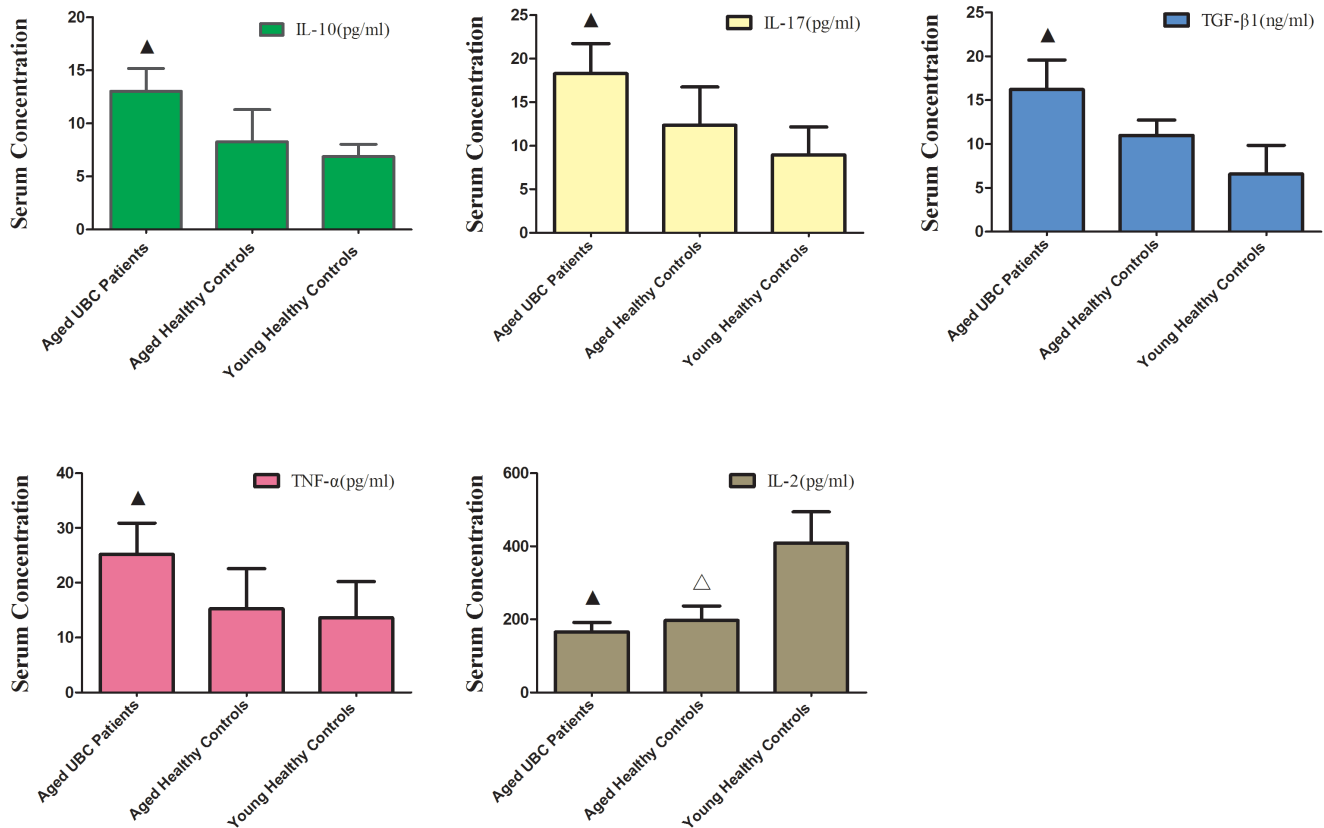 IL-10(pg/ml)
Serum Concentration
20
15
10
5
0
Aged UBC Patients
Aged Healthy Controls
Young Healthy Controls
IL-17(pg/ml)
Serum Concentration
25
20
15
10
5
0
Aged UBC Patients
Aged Healthy Controls
Young Healthy Controls
TGF-β1(ng/ml)
Serum Concentration
25
20
15
10
5
0
Aged UBC Patients
Aged Healthy Controls
Young Healthy Controls
TNF-α(pg/ml)
Serum Concentration
40
30
20
10
0
Aged UBC Patients
Aged Healthy Controls
Young Healthy Controls
IL-2(pg/ml)
Serum Concentration
600
400
200
0
Aged UBC Patients
Aged Healthy Controls
Young Healthy Controls